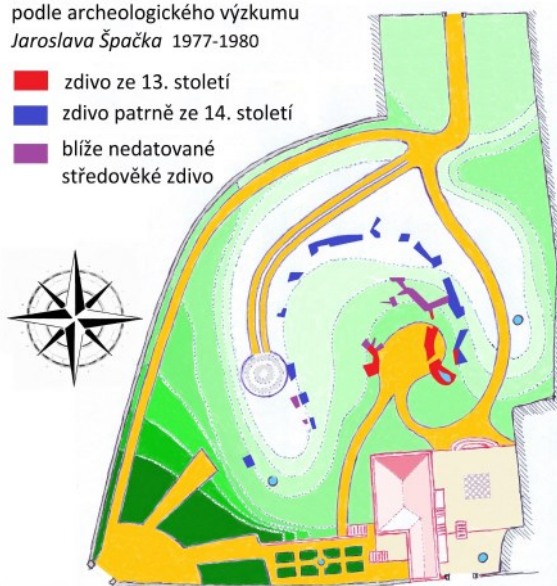 podle archeologického výzkumu
Jaroslava Špačka 1977-1980
zdivo ze 13. století
zdivo patrně ze 14. století
blíže nedatované
středověké zdivo